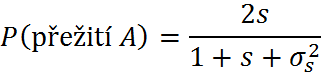 P(přežití A) = 2s / (1 + s + σ_s^2)